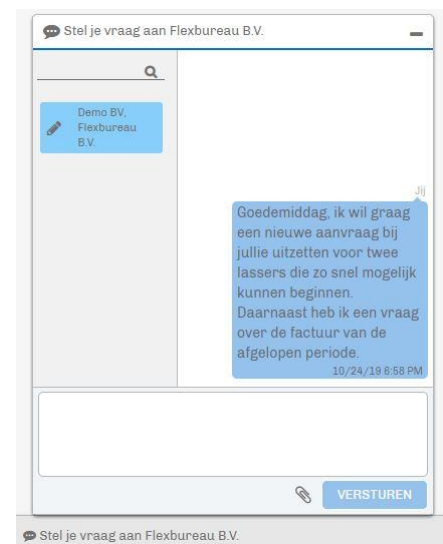 Stel je vraag aan Flexbureau B.V.
Demo BV,
Flexbureau
B.V.
Jij
Goedemiddag, ik wil graag
een nieuwe aanvraag bij
jullie uitzetten voor twee
lassers die zo snel mogelijk
kunnen beginnen.
Daarnaast heb ik een vraag
over de factuur van de
afgelopen periode.
10/24/19 6:58 PM
VERSTUREN
Stel je vraag aan Flexbureau B.V.